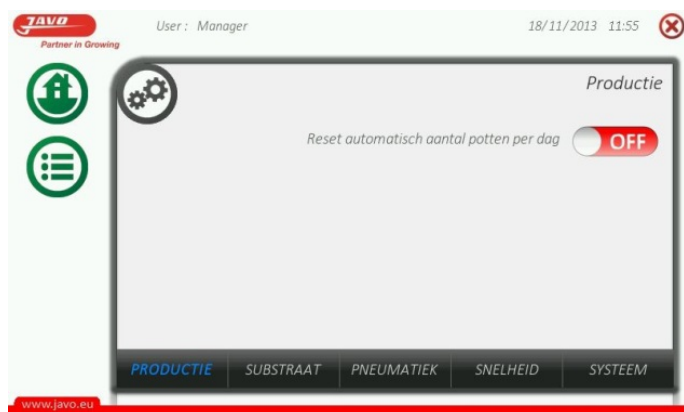 JAVO
Partner in Growing
User : Manager
18/11/2013 11:55
Productie
Reset automatisch aantal potten per dag
OFF
PRODUCTIE SUBSTRAAT PNEUMATIEK SNELHEID SYSTEEM
www.javo.eu